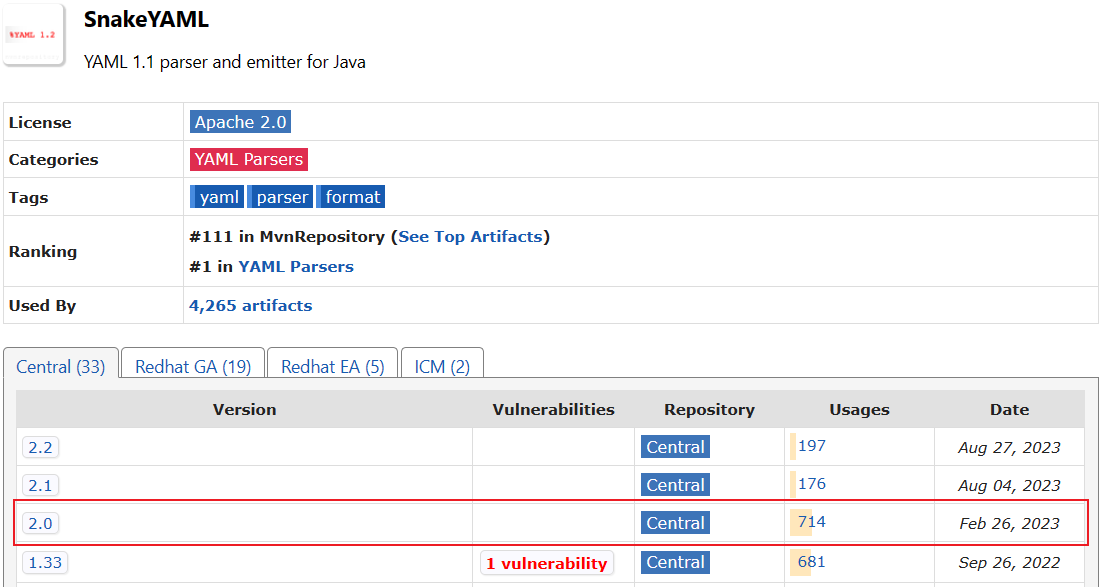 %YAML 1.2
SnakeYAML
YAML 1.1 parser and emitter for Java
License Apache 2.0
Categories YAML Parsers
Tags yaml parser format
Ranking #111 in MvnRepository (See Top Artifacts)
#1 in YAML Parsers
Used By 4,265 artifacts
Central (33) Redhat GA (19) Redhat EA (5) ICM (2)
Version Vulnerabilities Repository Usages Date
2.2 Central 197 Aug 27, 2023
2.1 Central 176 Aug 04, 2023
2.0 Central 714 Feb 26, 2023
1.33 1 vulnerability Central 681 Sep 26, 2022